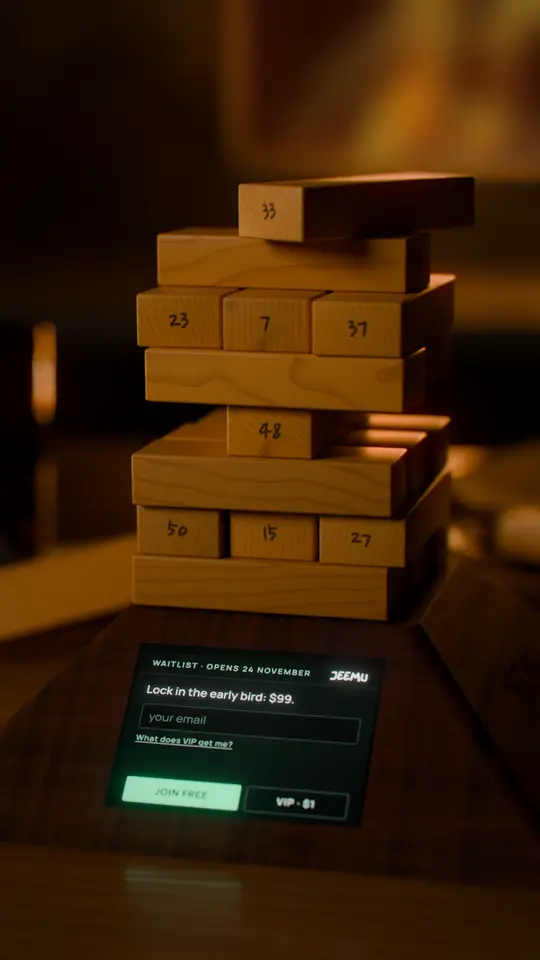 33
23 7 37
48
50 15 27
WAITLIST · OPENS 24 NOVEMBER JEEMU
Lock in the early bird: $99.
your email
What does VIP get me?
JOIN FREE VIP · $1